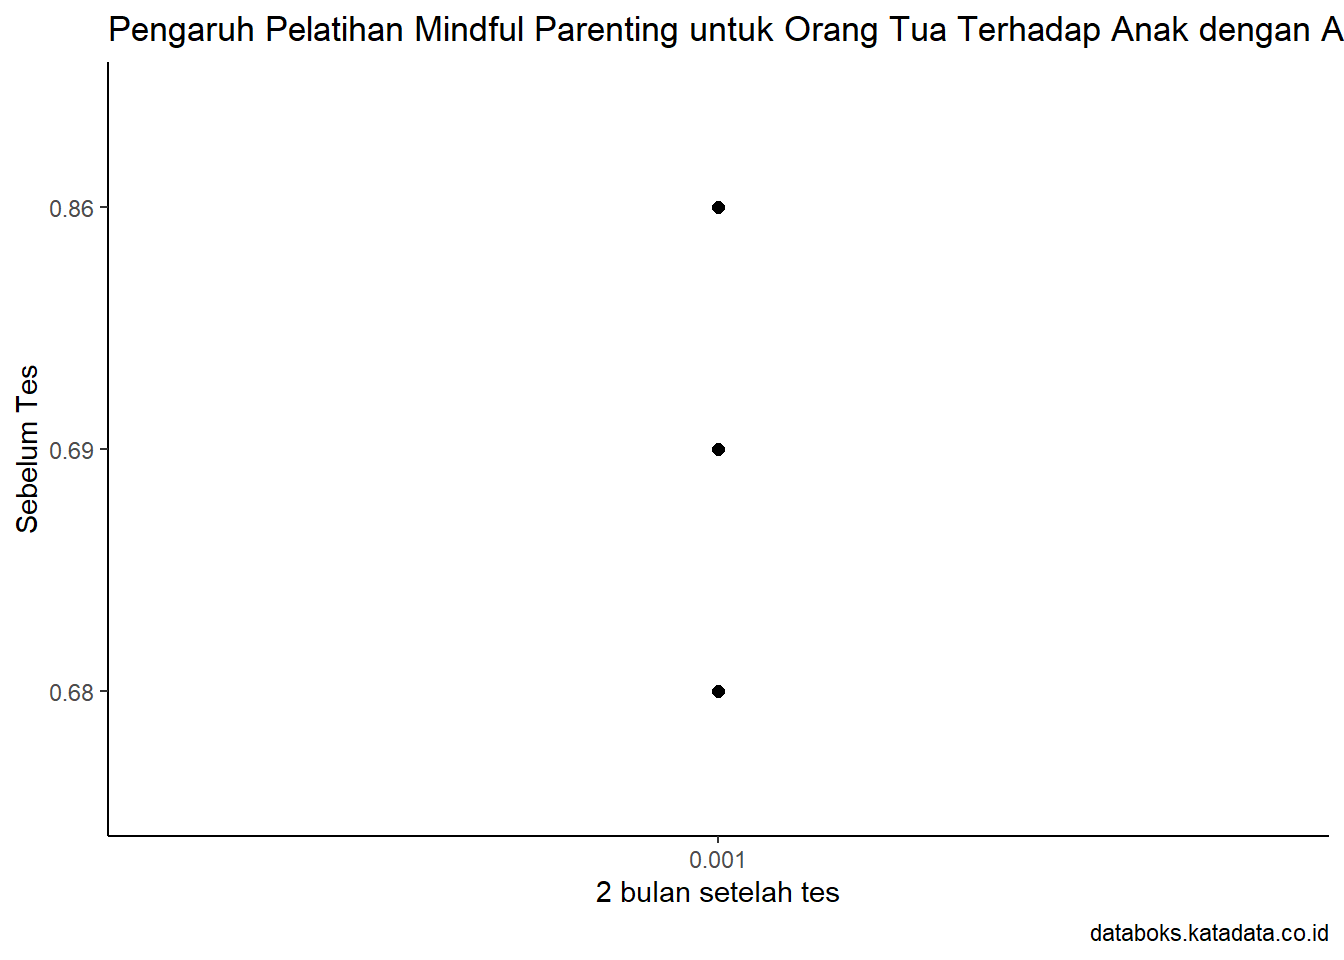 Pengaruh Pelatihan Mindful Parenting untuk Orang Tua Terhadap Anak dengan A
0.86
Sebelum Tes
0.69
0.68
0.001
2 bulan setelah tes
databoks.katadata.co.id